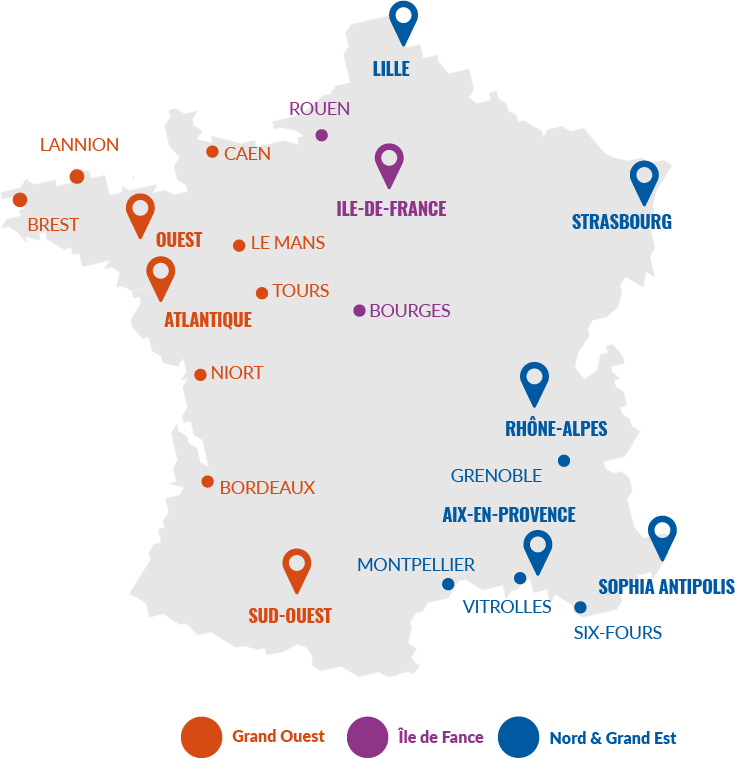 LILLE
ROUEN
LANNION
CAEN
ILE-DE-FRANCE
STRASBOURG
BREST
OUEST
LE MANS
TOURS
BOURGES
ATLANTIQUE
NIORT
RHÔNE-ALPES
GRENOBLE
BORDEAUX
AIX-EN-PROVENCE
MONTPELLIER
SOPHIA ANTIPOLIS
VITROLLES
SUD-OUEST
SIX-FOURS
Grand Ouest
Île de Fance
Nord & Grand Est